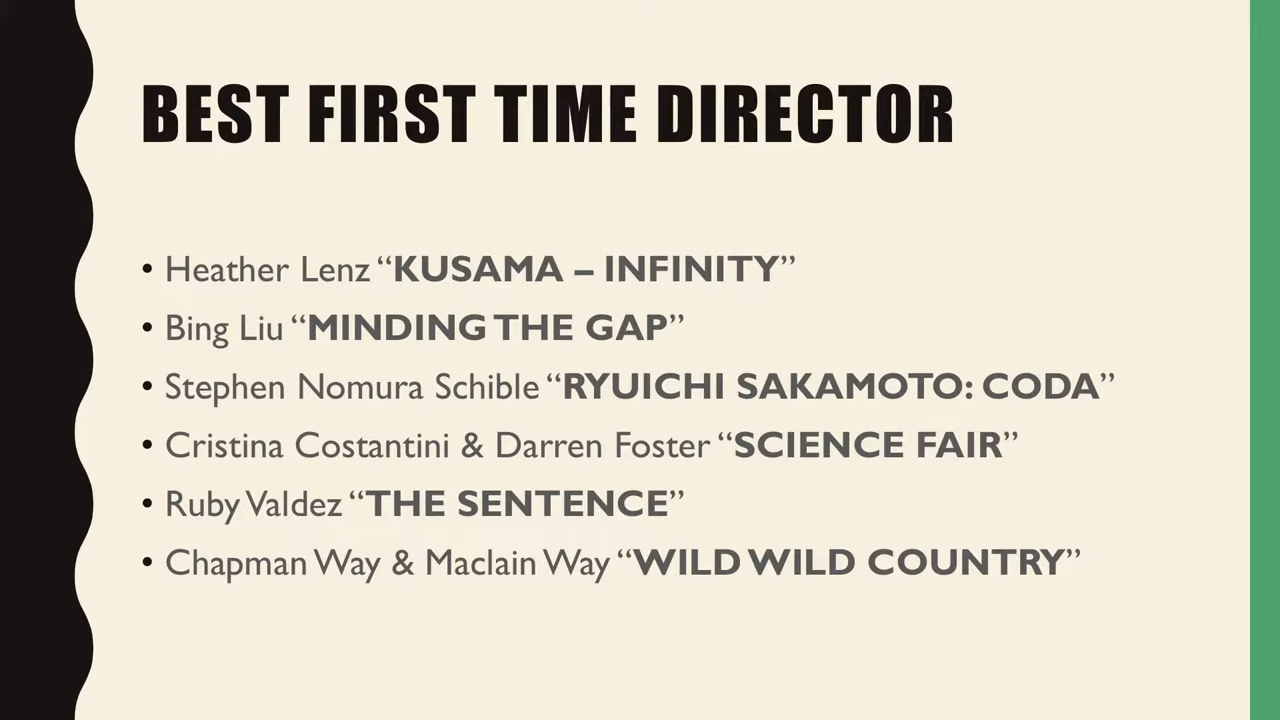 BEST FIRST TIME DIRECTOR
• Heather Lenz “KUSAMA – INFINITY”
• Bing Liu “MINDING THE GAP”
• Stephen Nomura Schible “RYUICHI SAKAMOTO: CODA”
• Cristina Costantini & Darren Foster “SCIENCE FAIR”
• Ruby Valdez “THE SENTENCE”
• Chapman Way & Maclain Way “WILD WILD COUNTRY”